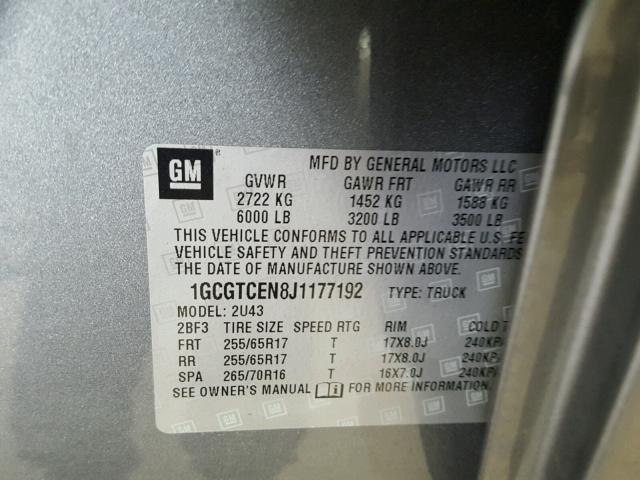 GM
MFD BY GENERAL MOTORS LLC
GVWR GAWR FRT GAWR RR
2722 KG 1452 KG 1588 KG
6000 LB 3200 LB 3500 LB
THIS VEHICLE CONFORMS TO ALL APPLICABLE U.S. FE
VEHICLE SAFETY AND THEFT PREVENTION STANDARDS
THE DATE OF MANUFACTURE SHOWN ABOVE.
1GCGTCEN8J1177192 TYPE: TRUCK
MODEL: 2U43
2BF3 TIRE SIZE SPEED RTG RIM COLD T
FRT 255/65R17 T 17X8.0J 240KP
RR 255/65R17 T 17X8.0J 240KP
SPA 265/70R16 T 16X7.0J 240KP
SEE OWNER'S MANUAL FOR MORE INFORMATION.